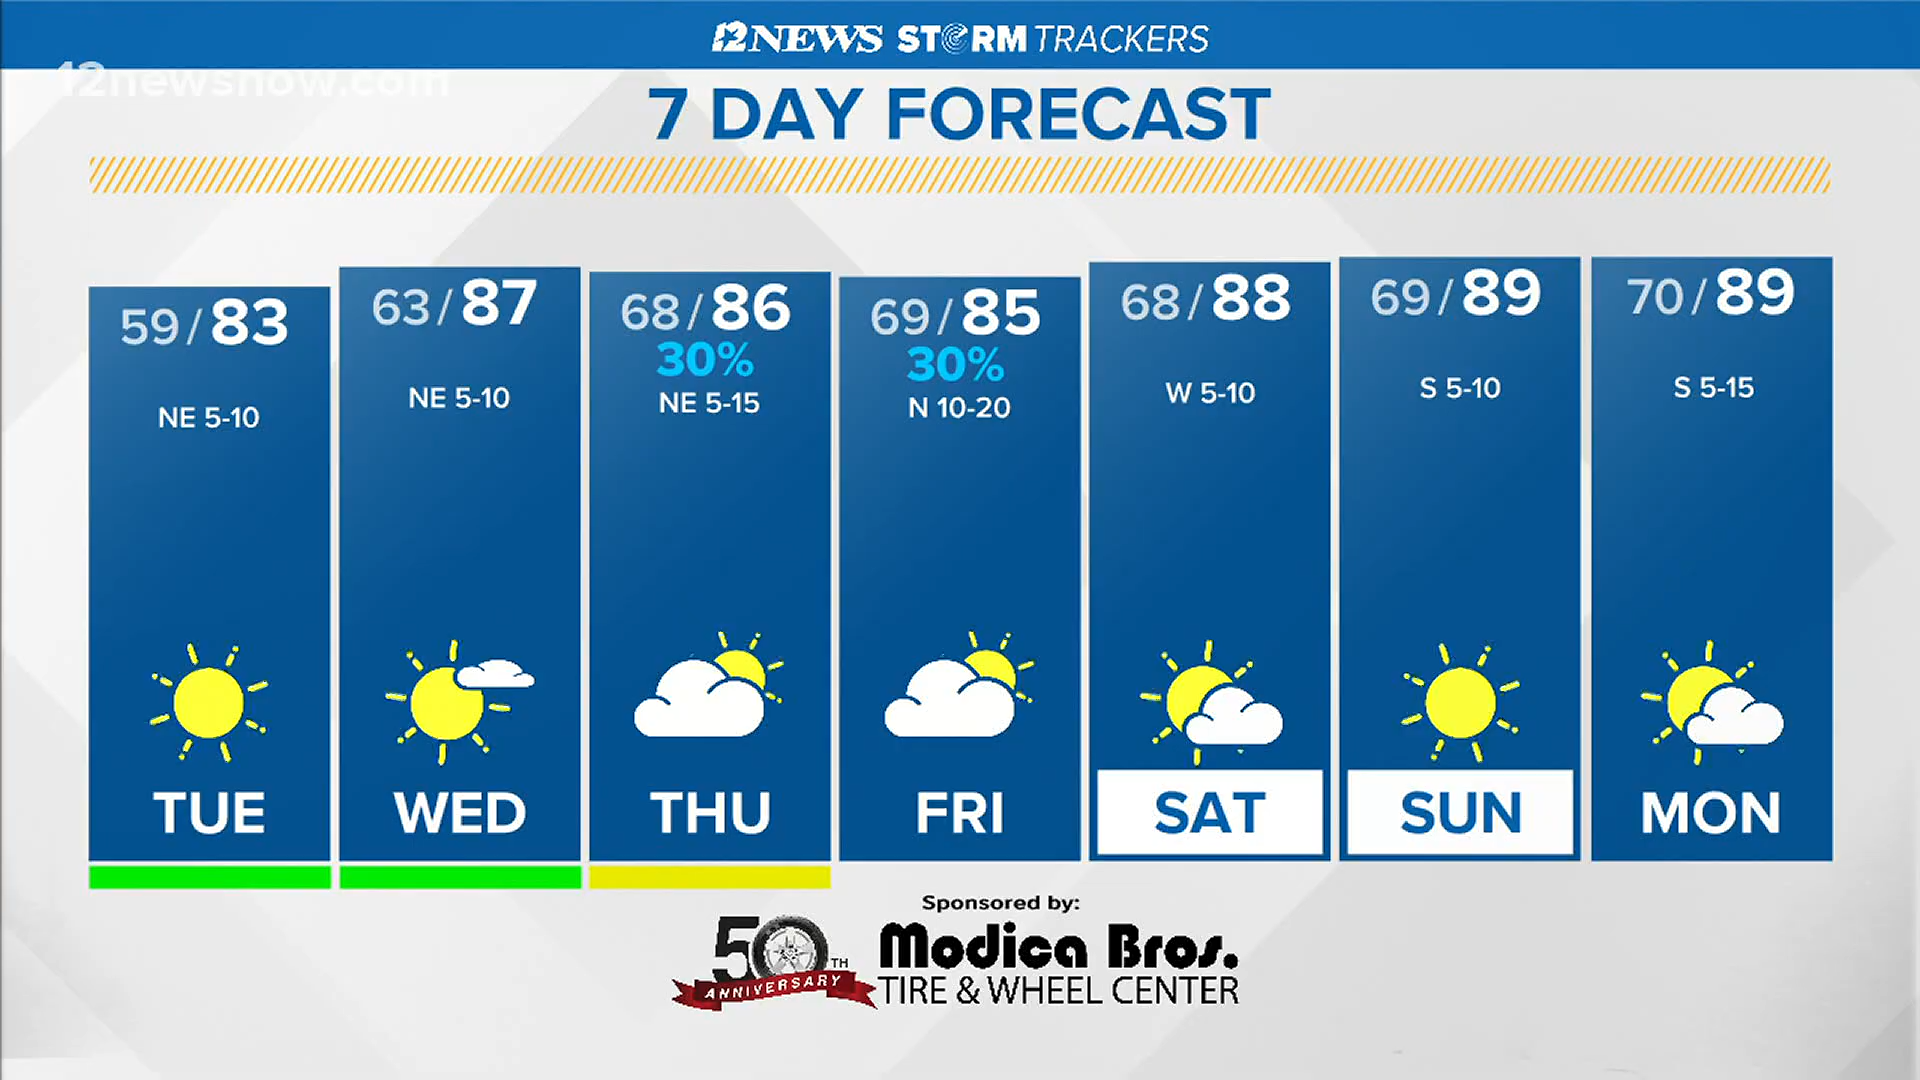 12NEWS STORM TRACKERS
12newsnow.com
7 DAY FORECAST
59/83
NE 5-10
TUE
63/87
NE 5-10
WED
68/86
30%
NE 5-15
THU
69/85
30%
N 10-20
FRI
68/88
W 5-10
SAT
69/89
S 5-10
SUN
70/89
S 5-15
MON
Sponsored by:
50TH
ANNIVERSARY
Modica Bros.
TIRE & WHEEL CENTER